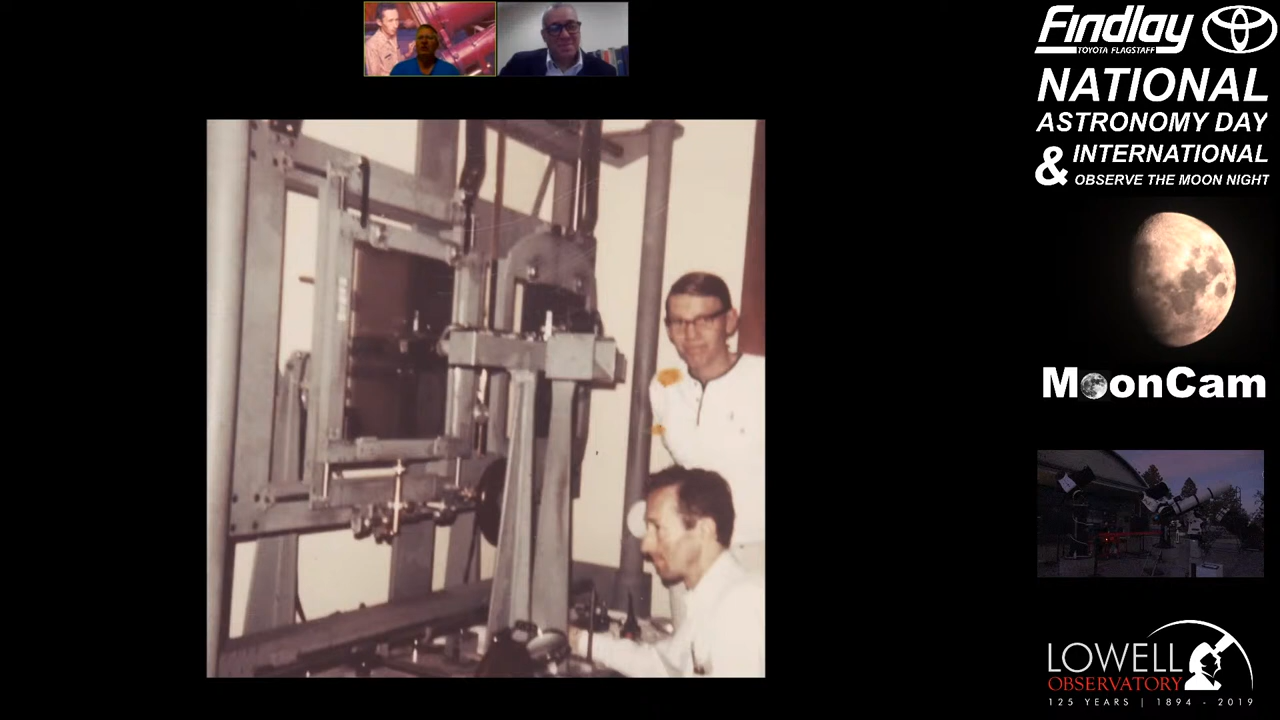 Findlay
TOYOTA FLAGSTAFF
NATIONAL
ASTRONOMY DAY
& INTERNATIONAL
OBSERVE THE MOON NIGHT
MoonCam
LOWELL
OBSERVATORY
125 YEARS | 1894 - 2019